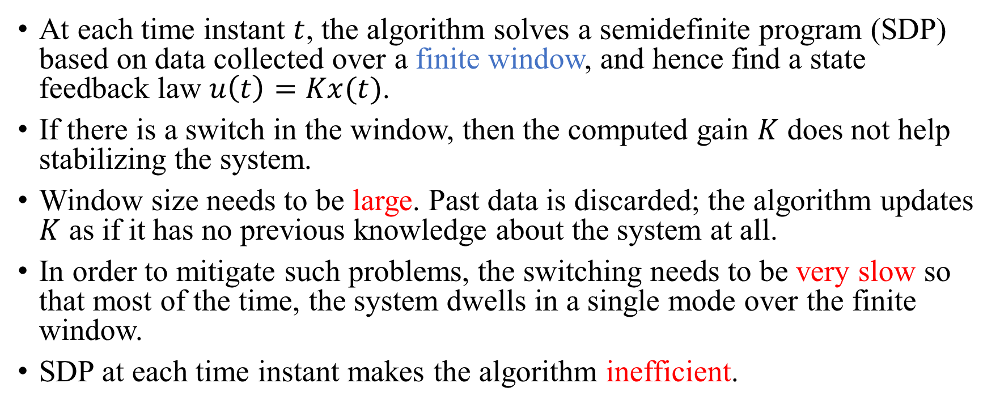 • At each time instant t, the algorithm solves a semidefinite program (SDP)
based on data collected over a finite window, and hence find a state
feedback law u(t) = Kx(t).
• If there is a switch in the window, then the computed gain K does not help
stabilizing the system.
• Window size needs to be large. Past data is discarded; the algorithm updates
K as if it has no previous knowledge about the system at all.
• In order to mitigate such problems, the switching needs to be very slow so
that most of the time, the system dwells in a single mode over the finite
window.
• SDP at each time instant makes the algorithm inefficient.